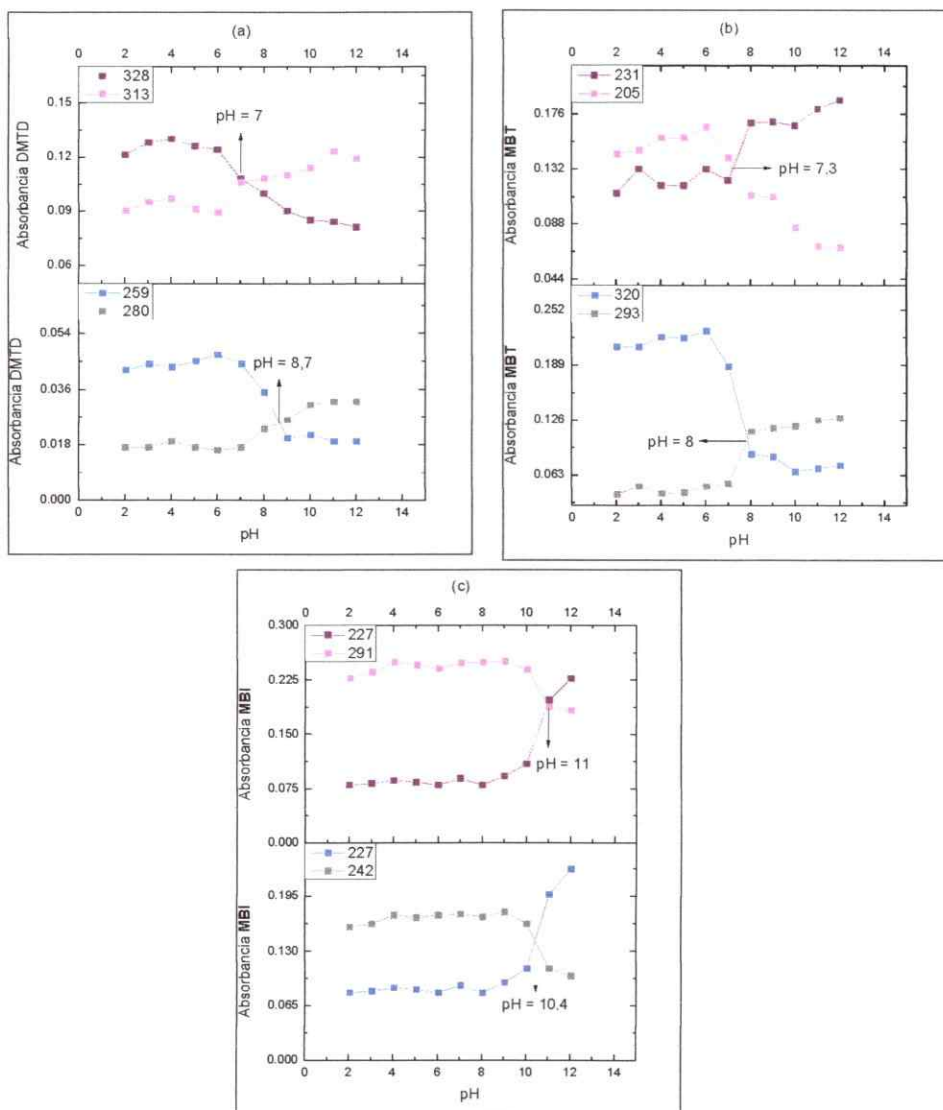 (a)
0 2 4 6 8 10 12 14
328
313
0.15
0.12
0.09
0.06
Absorbancia DMTD
pH = 7
259
280
0.054
0.036
0.018
0.000
Absorbancia DMTD
pH = 8,7
0 2 4 6 8 10 12 14
pH
(b)
0 2 4 6 8 10 12 14
231
205
0.176
0.132
0.088
0.044
Absorbancia MBT
pH = 7,3
320
293
0.252
0.189
0.126
0.063
Absorbancia MBT
pH = 8
0 2 4 6 8 10 12 14
pH
(c)
0 2 4 6 8 10 12 14
227
291
0.300
0.225
0.150
0.075
0.000
Absorbancia MBI
pH = 11
227
242
0.195
0.130
0.065
0.000
Absorbancia MBI
pH = 10,4
0 2 4 6 8 10 12 14
pH